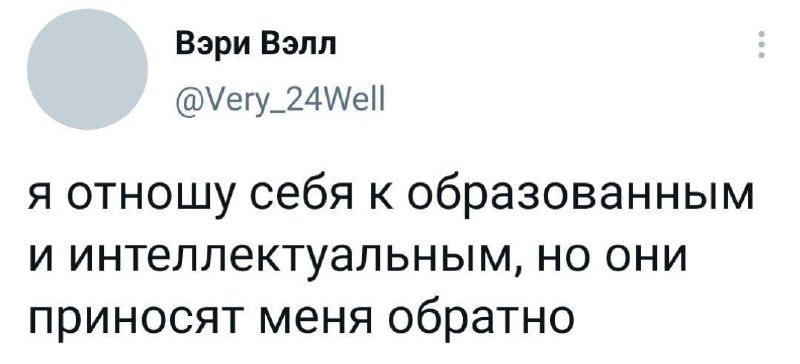 Вэри Вэлл
@Very_24Well
я отношу себя к образованным
и интеллектуальным, но они
приносят меня обратно